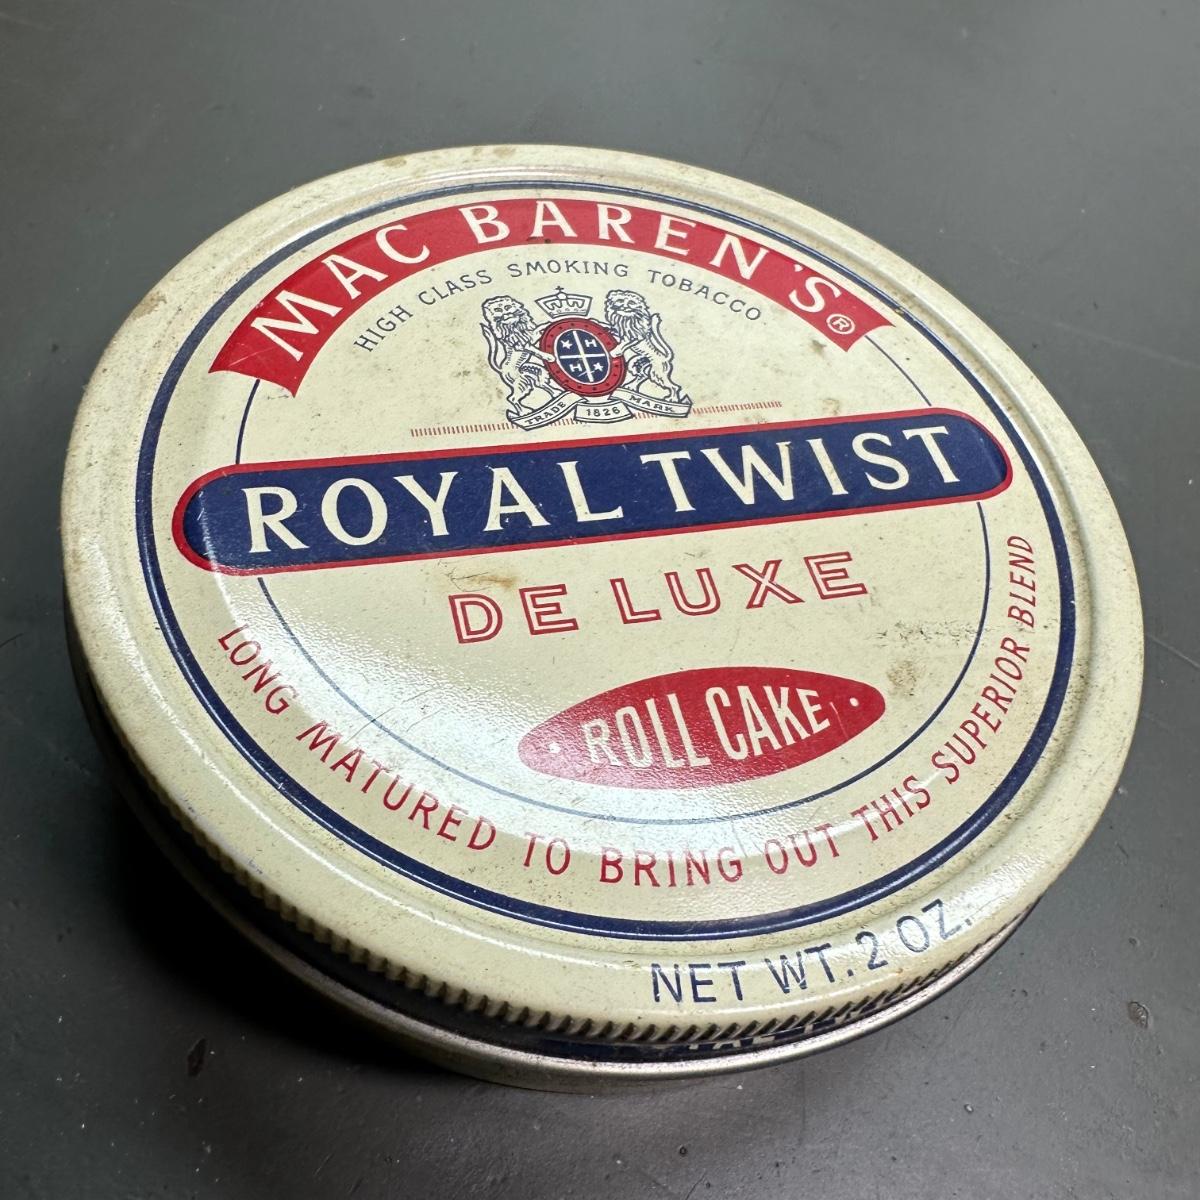 MAC BAREN'S®
HIGH CLASS SMOKING TOBACCO
H
H
TRADE 1826 MARK
ROYAL TWIST
DE LUXE
· ROLL CAKE ·
LONG MATURED TO BRING OUT THIS SUPERIOR BLEND
NET WT. 2 OZ.